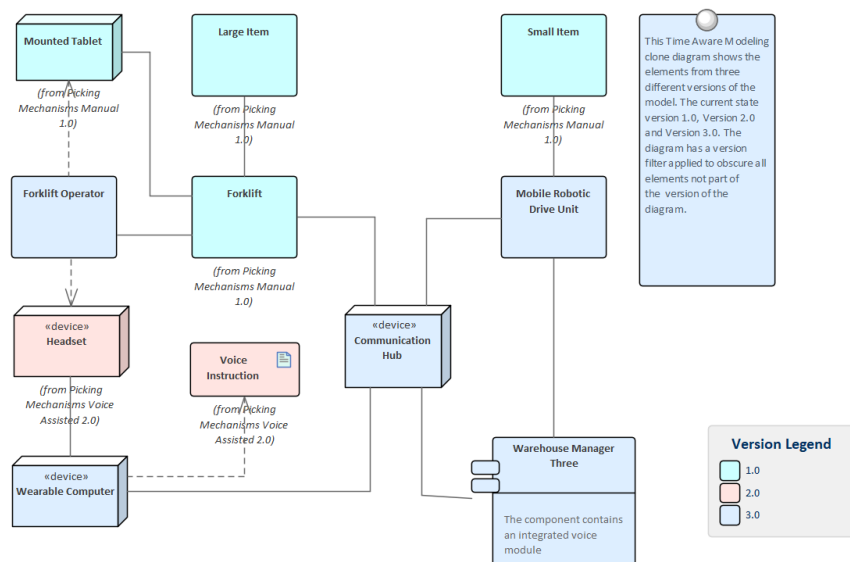 Mounted Tablet
(from Picking
Mechanisms Manual
1.0)
Large Item
(from Picking
Mechanisms Manual
1.0)
Small Item
(from Picking
Mechanisms Manual
1.0)
This Time Aware Modeling
clone diagram shows the
elements from three
different versions of the
model. The current state
version 1.0, Version 2.0
and Version 3.0. The
diagram has a version
filter applied to obscure all
elements not part of
the version of the
diagram.
Forklift Operator
Forklift
(from Picking
Mechanisms Manual
1.0)
Mobile Robotic
Drive Unit
«device»
Headset
(from Picking
Mechanisms Voice
Assisted 2.0)
Voice
Instruction
(from Picking
Mechanisms Voice
Assisted 2.0)
«device»
Communication
Hub
«device»
Wearable Computer
Warehouse Manager
Three
The component contains
an integrated voice
module
Version Legend
1.0
2.0
3.0